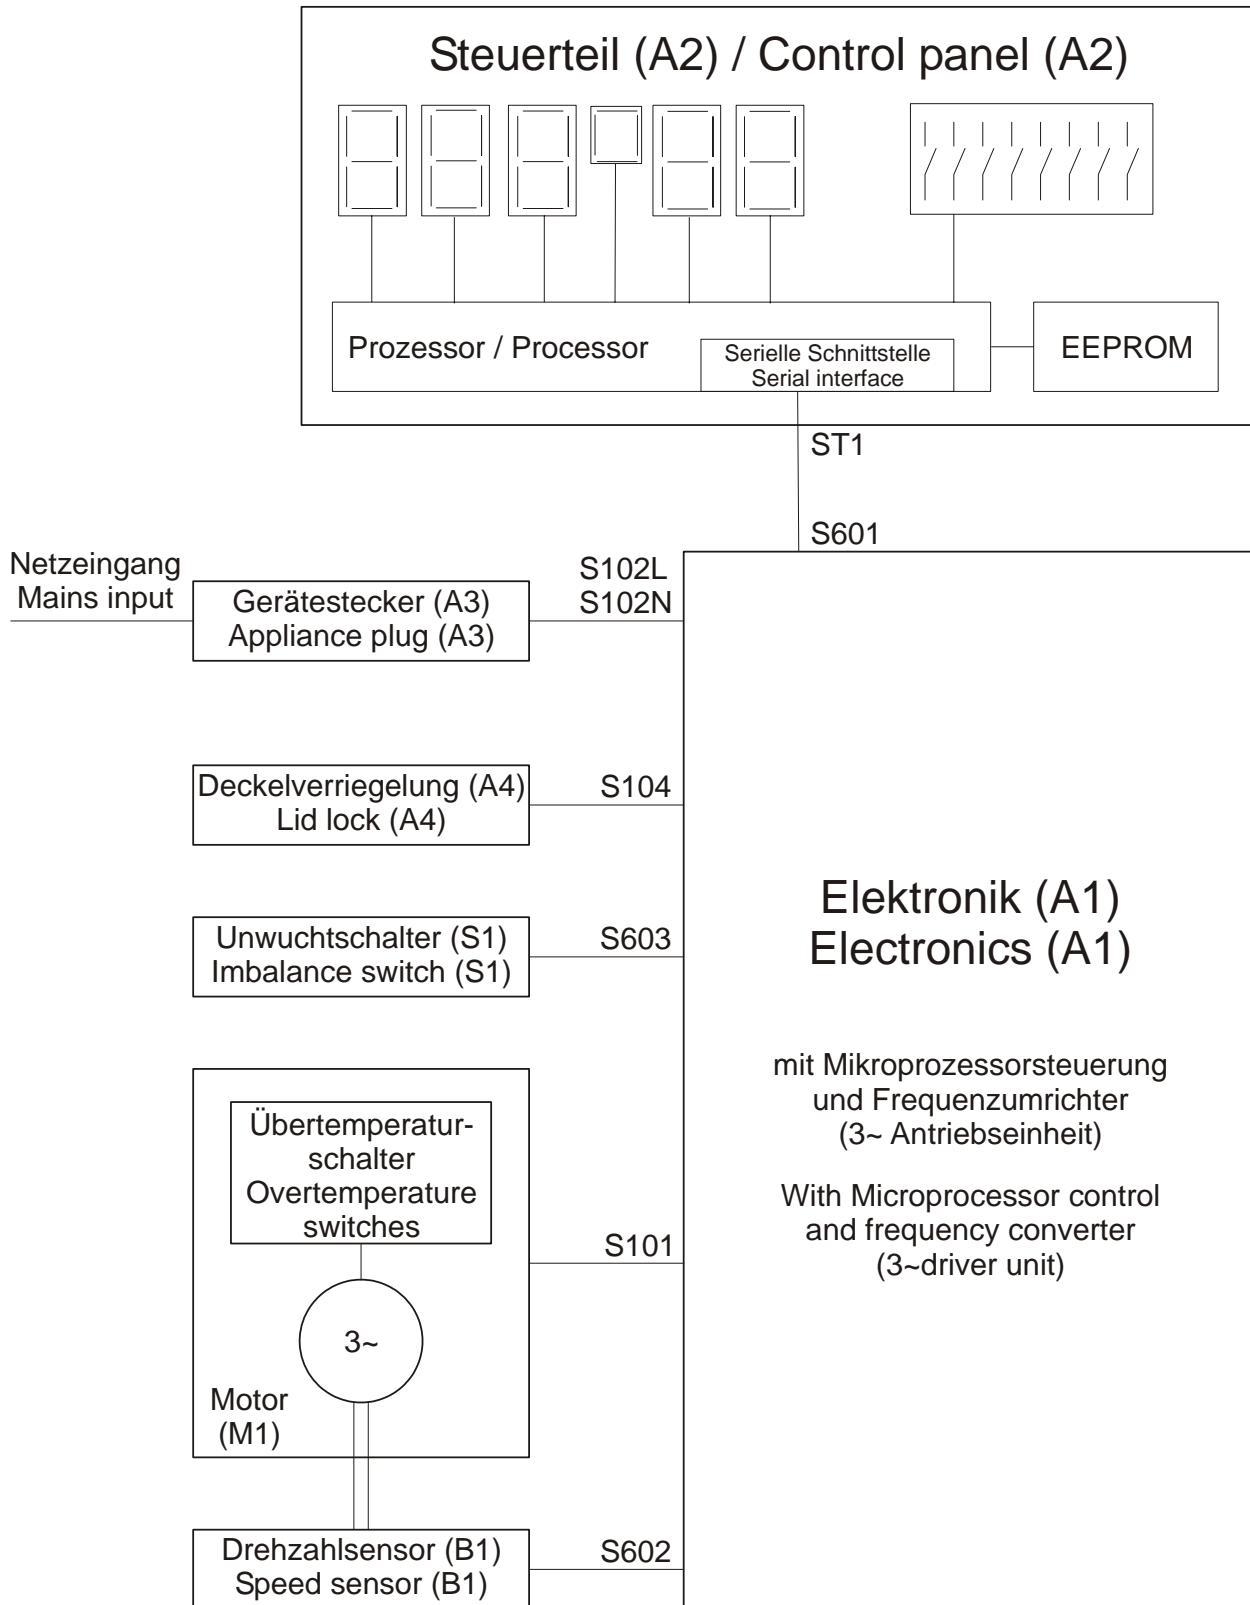 Steuerteil (A2) / Control panel (A2)
Prozessor / Processor
Serielle Schnittstelle
Serial interface
EEPROM
ST1
S601
Netzeingang
Mains input
Gerätestecker (A3)
Appliance plug (A3)
S102L
S102N
Deckelverriegelung (A4)
Lid lock (A4)
S104
Unwuchtschalter (S1)
Imbalance switch (S1)
S603
Elektronik (A1)
Electronics (A1)
mit Mikroprozessorsteuerung
und Frequenzumrichter
(3~ Antriebseinheit)
With Microprocessor control
and frequency converter
(3~driver unit)
Übertemperatur-
schalter
Overtemperature
switches
S101
3~
Motor
(M1)
Drehzahlsensor (B1)
Speed sensor (B1)
S602